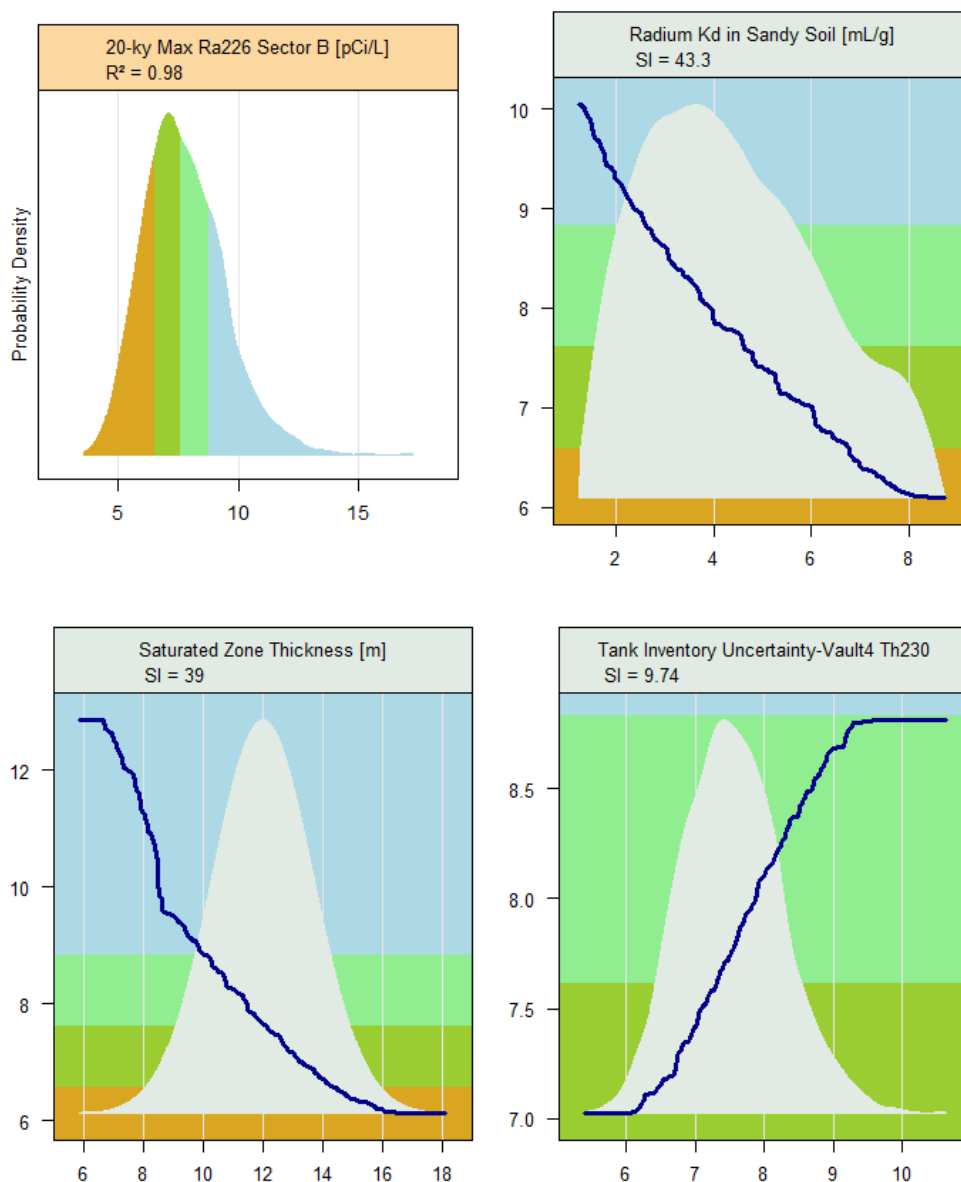 20-ky Max Ra226 Sector B [pCi/L]
R² = 0.98
Probability Density
5 10 15
Radium Kd in Sandy Soil [mL/g]
SI = 43.3
10
9
8
7
6
2 4 6 8
Saturated Zone Thickness [m]
SI = 39
12
10
8
6
6 8 10 12 14 16 18
Tank Inventory Uncertainty-Vault4 Th230
SI = 9.74
8.5
8.0
7.5
7.0
6 7 8 9 10